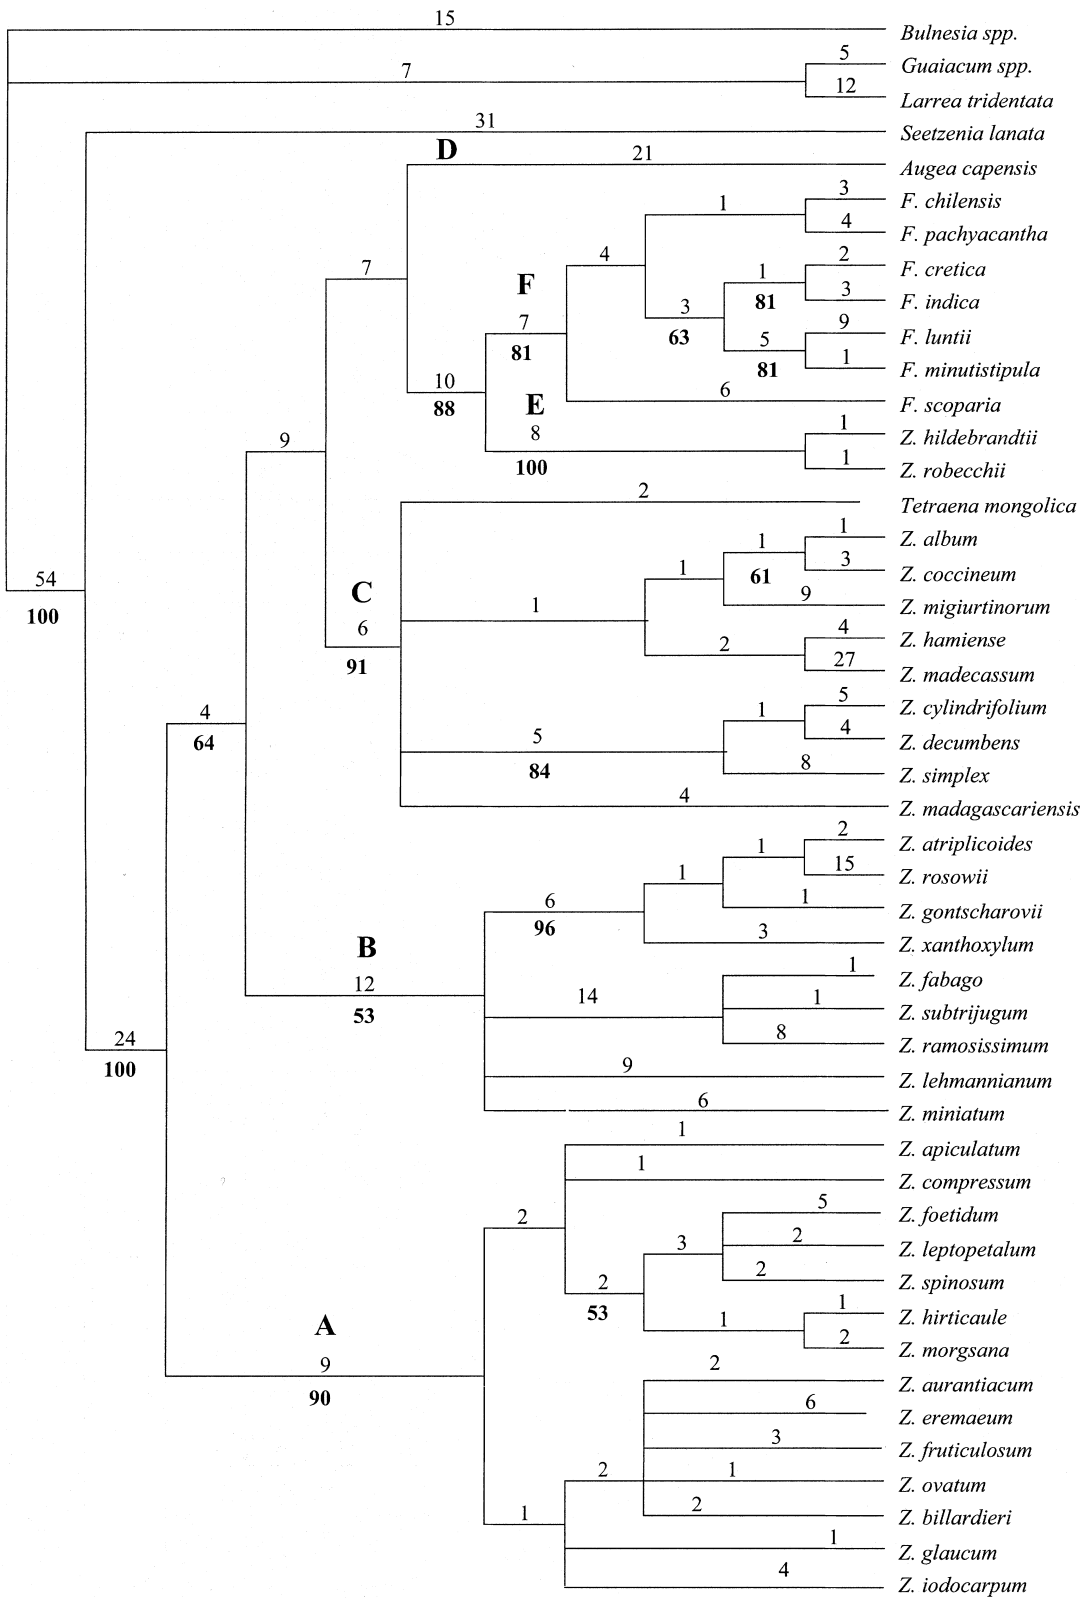 15
Bulnesia spp.
5
7
Guaiacum spp.
12
Larrea tridentata
31
Seetzenia lanata
D
21
Augea capensis
3
1
F. chilensis
4
F. pachyacantha
4
2
7
1
F. cretica
F
3
81
F. indica
3
7
9
63
5
F. luntii
81
1
81
F. minutistipula
10
6
88
E
F. scoparia
1
8
Z. hildebrandtii
9
1
100
Z. robecchii
2
Tetraena mongolica
1
1
Z. album
3
1
61
Z. coccineum
54
9
C
1
Z. migiurtinorum
100
6
4
2
Z. hamiense
91
27
Z. madecassum
5
4
1
Z. cylindrifolium
64
5
4
Z. decumbens
84
8
Z. simplex
4
Z. madagascariensis
2
1
Z. atriplicoides
15
1
Z. rosowii
6
1
Z. gontscharovii
96
3
B
Z. xanthoxylum
1
12
Z. fabago
14
1
53
Z. subtrijugum
24
8
Z. ramosissimum
100
9
Z. lehmannianum
6
Z. miniatum
1
Z. apiculatum
1
Z. compressum
5
2
Z. foetidum
3
2
Z. leptopetalum
2
2
Z. spinosum
53
1
1
Z. hirticaule
A
2
Z. morgsana
9
2
90
Z. aurantiacum
6
Z. eremaeum
3
Z. fruticulosum
2
1
Z. ovatum
1
2
Z. billardieri
1
Z. glaucum
4
Z. iodocarpum